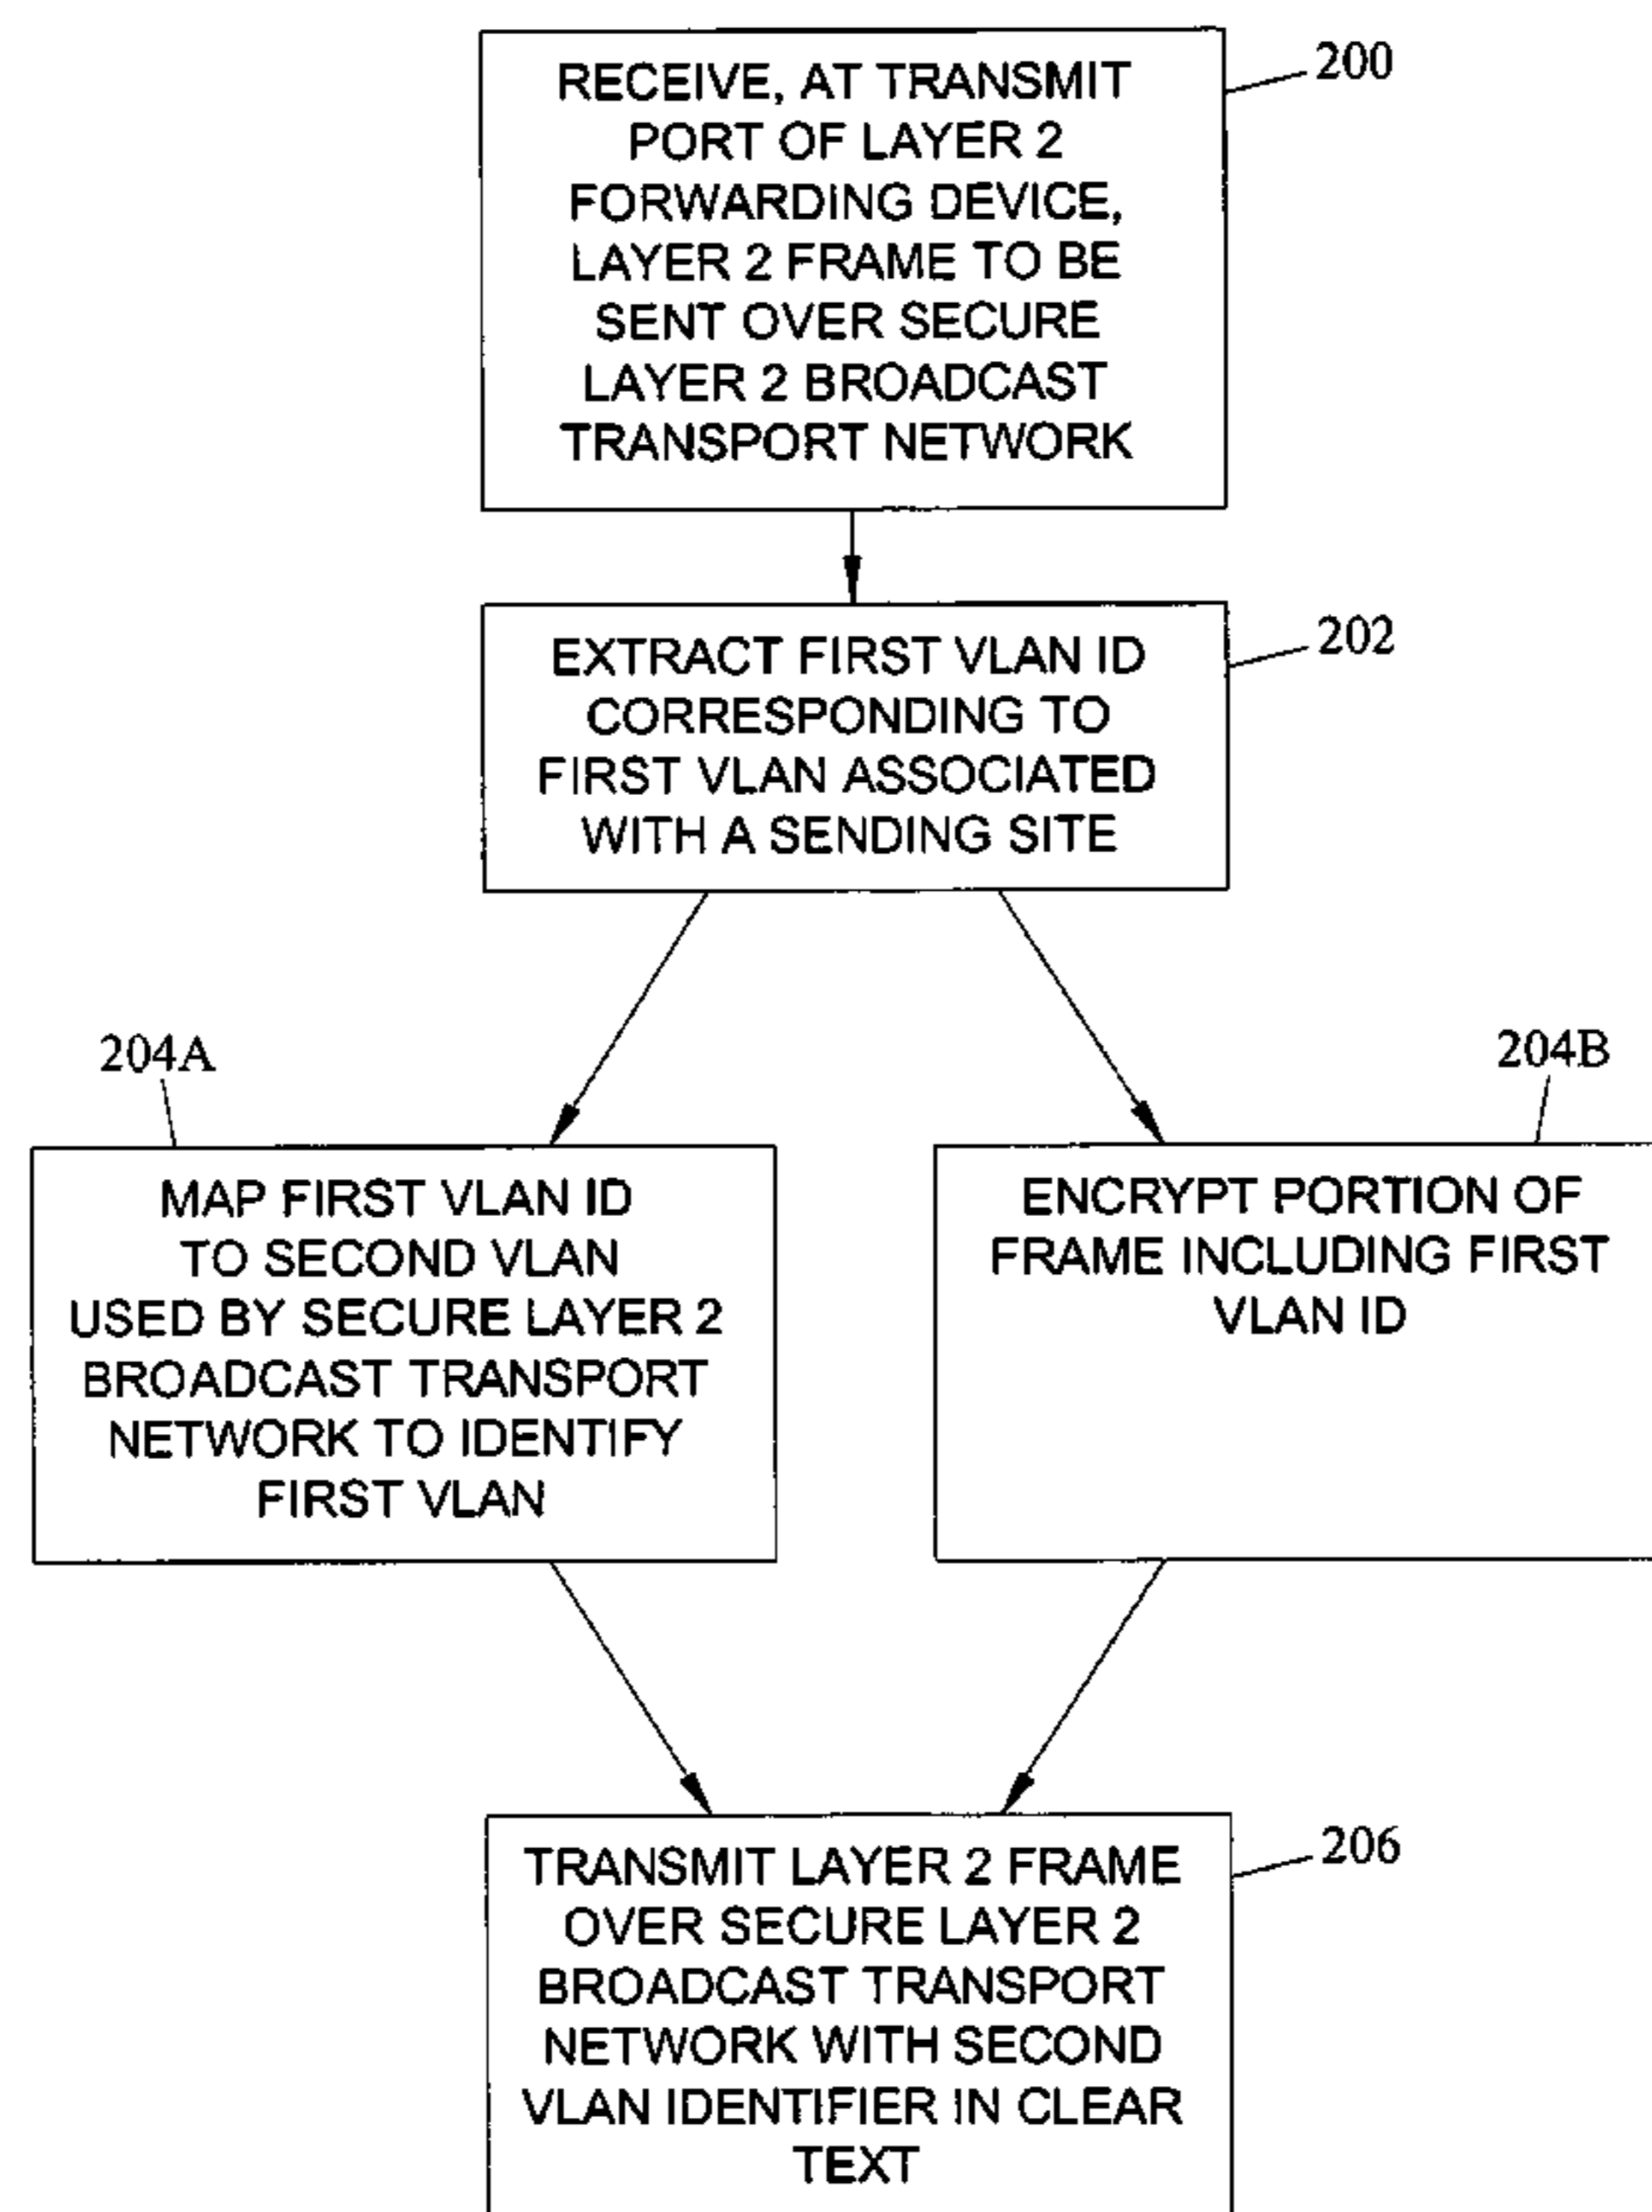 RECEIVE, AT TRANSMIT
PORT OF LAYER 2
FORWARDING DEVICE,
LAYER 2 FRAME TO BE
SENT OVER SECURE
LAYER 2 BROADCAST
TRANSPORT NETWORK
200
EXTRACT FIRST VLAN ID
CORRESPONDING TO
FIRST VLAN ASSOCIATED
WITH A SENDING SITE
202
204A
MAP FIRST VLAN ID
TO SECOND VLAN
USED BY SECURE LAYER 2
BROADCAST TRANSPORT
NETWORK TO IDENTIFY
FIRST VLAN
204B
ENCRYPT PORTION OF
FRAME INCLUDING FIRST
VLAN ID
TRANSMIT LAYER 2 FRAME
OVER SECURE LAYER 2
BROADCAST TRANSPORT
NETWORK WITH SECOND
VLAN IDENTIFIER IN CLEAR
TEXT
206